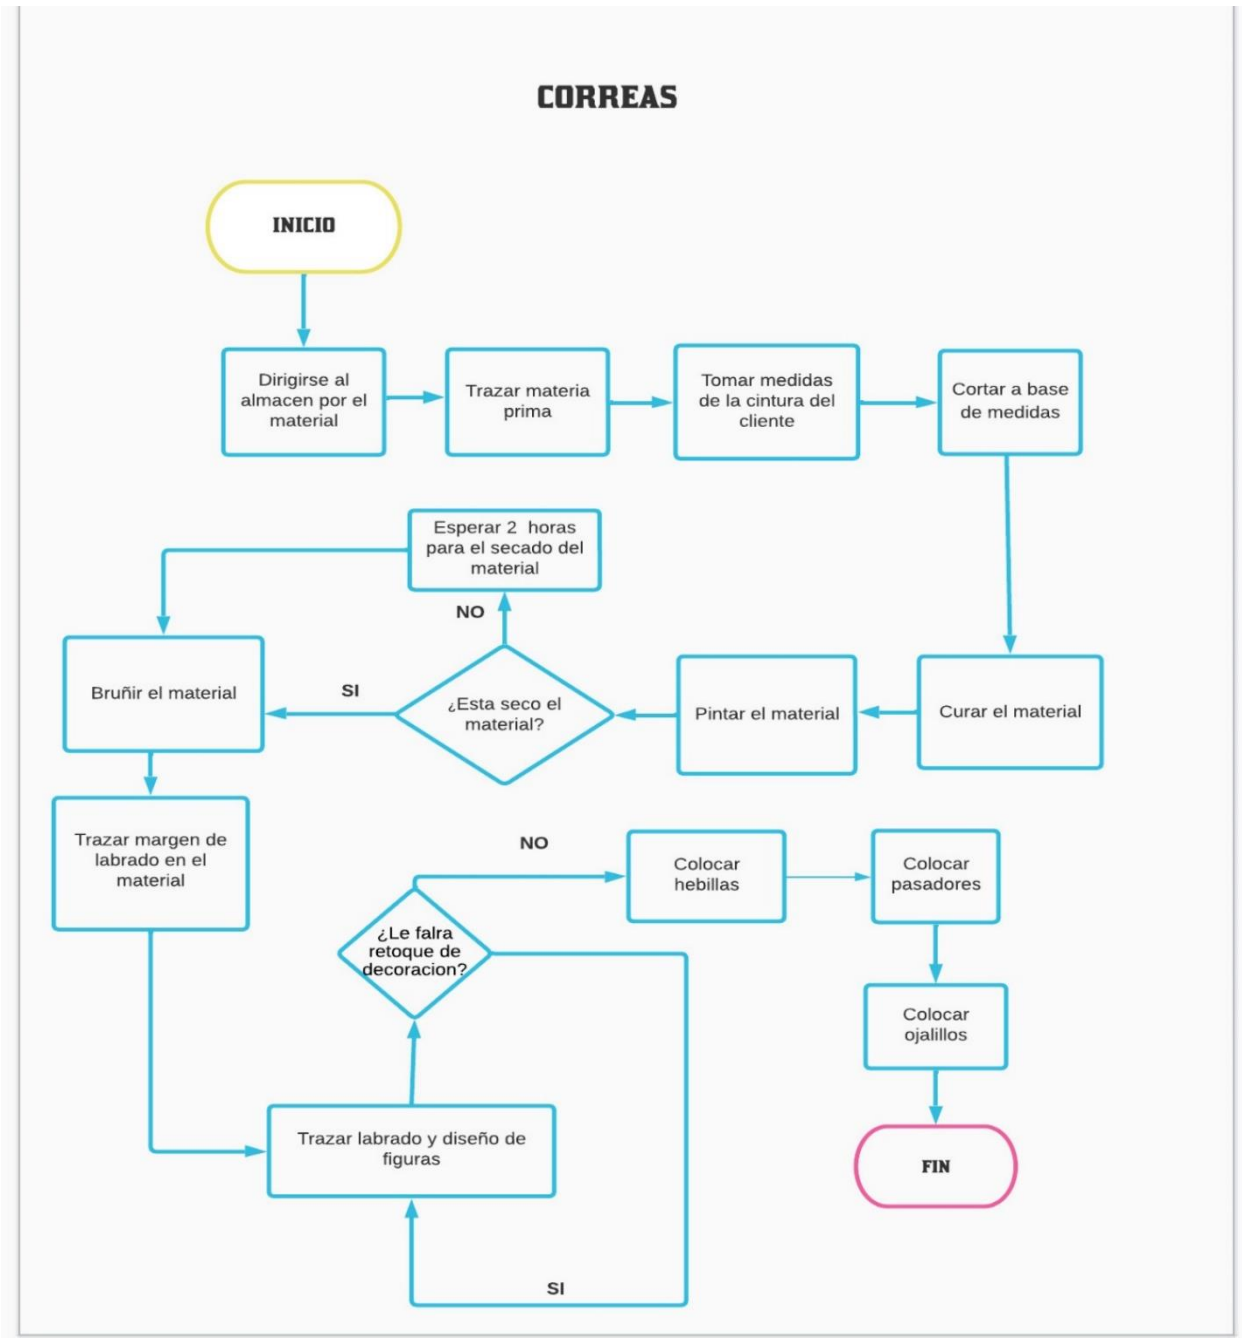 CORREAS
INICIO
Dirigirse al
almacen por el
material
Trazar materia
prima
Tomar medidas
de la cintura del
cliente
Cortar a base
de medidas
Esperar 2 horas
para el secado del
material
NO
Bruñir el material
SI
¿Esta seco el
material?
Pintar el material
Curar el material
Trazar margen de
labrado en el
material
NO
Colocar
hebillas
Colocar
pasadores
¿Le falra
retoque de
decoracion?
Colocar
ojalillos
Trazar labrado y diseño de
figuras
FIN
SI